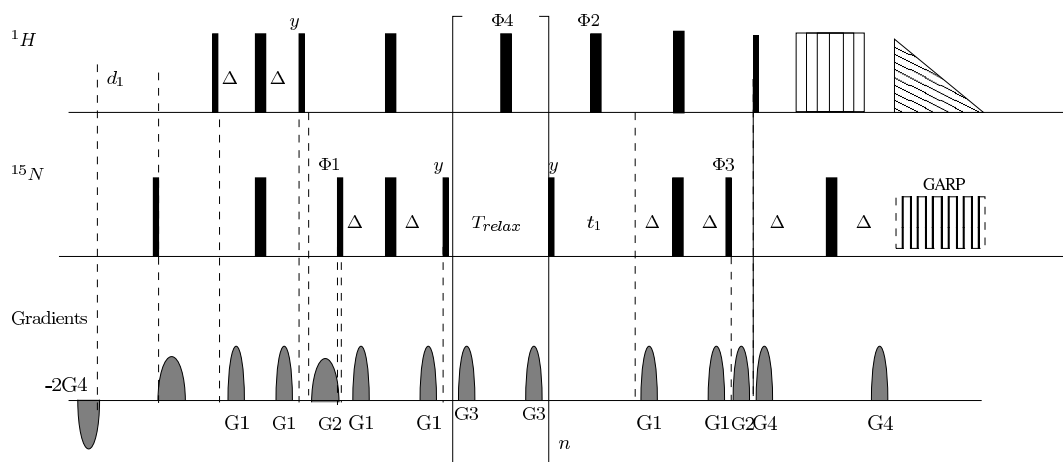 y Φ4 Φ2
¹H
d₁ Δ Δ
Φ1 y y Φ3
¹⁵N
GARP
Δ Δ T_relax t₁ Δ Δ Δ Δ
Gradients
-2G4
G1 G1 G2 G1 G1 G3 G3 G1 G1 G2 G4 G4
n